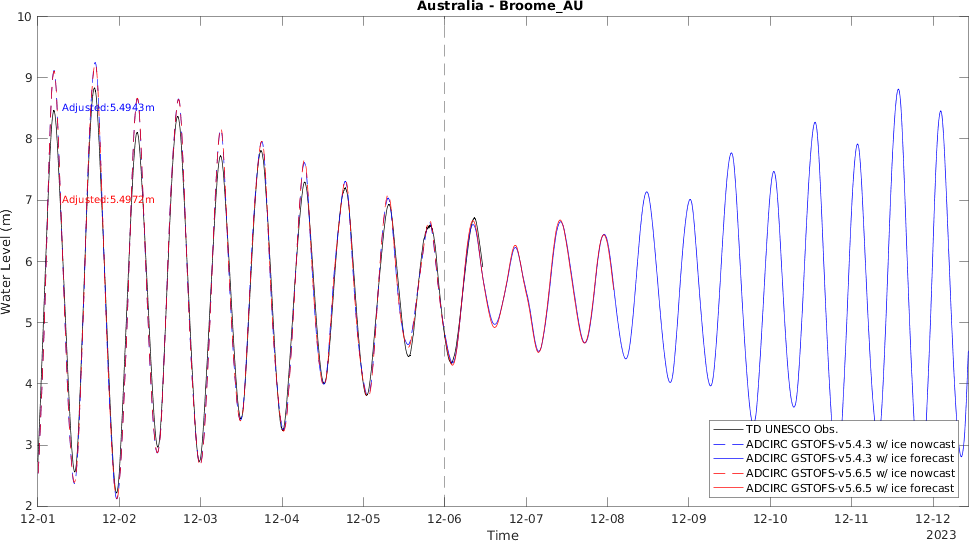 Australia - Broome_AU
10
9
8
7
6
5
4
3
2
Water Level (m)
Adjusted:5.4943m
Adjusted:5.4972m
TD UNESCO Obs.
ADCIRC GSTOFS-v5.4.3 w/ ice nowcast
ADCIRC GSTOFS-v5.4.3 w/ ice forecast
ADCIRC GSTOFS-v5.6.5 w/ ice nowcast
ADCIRC GSTOFS-v5.6.5 w/ ice forecast
12-01 12-02 12-03 12-04 12-05 12-06 12-07 12-08 12-09 12-10 12-11 12-12
Time
2023